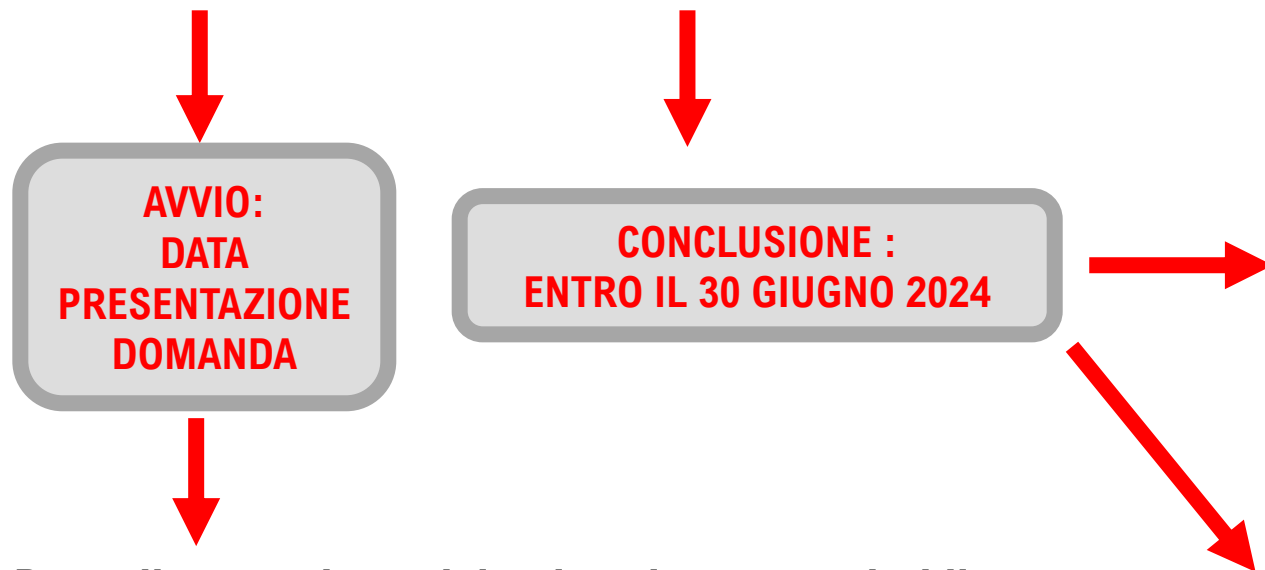 AVVIO:
DATA
PRESENTAZIONE
DOMANDA
CONCLUSIONE :
ENTRO IL 30 GIUGNO 2024